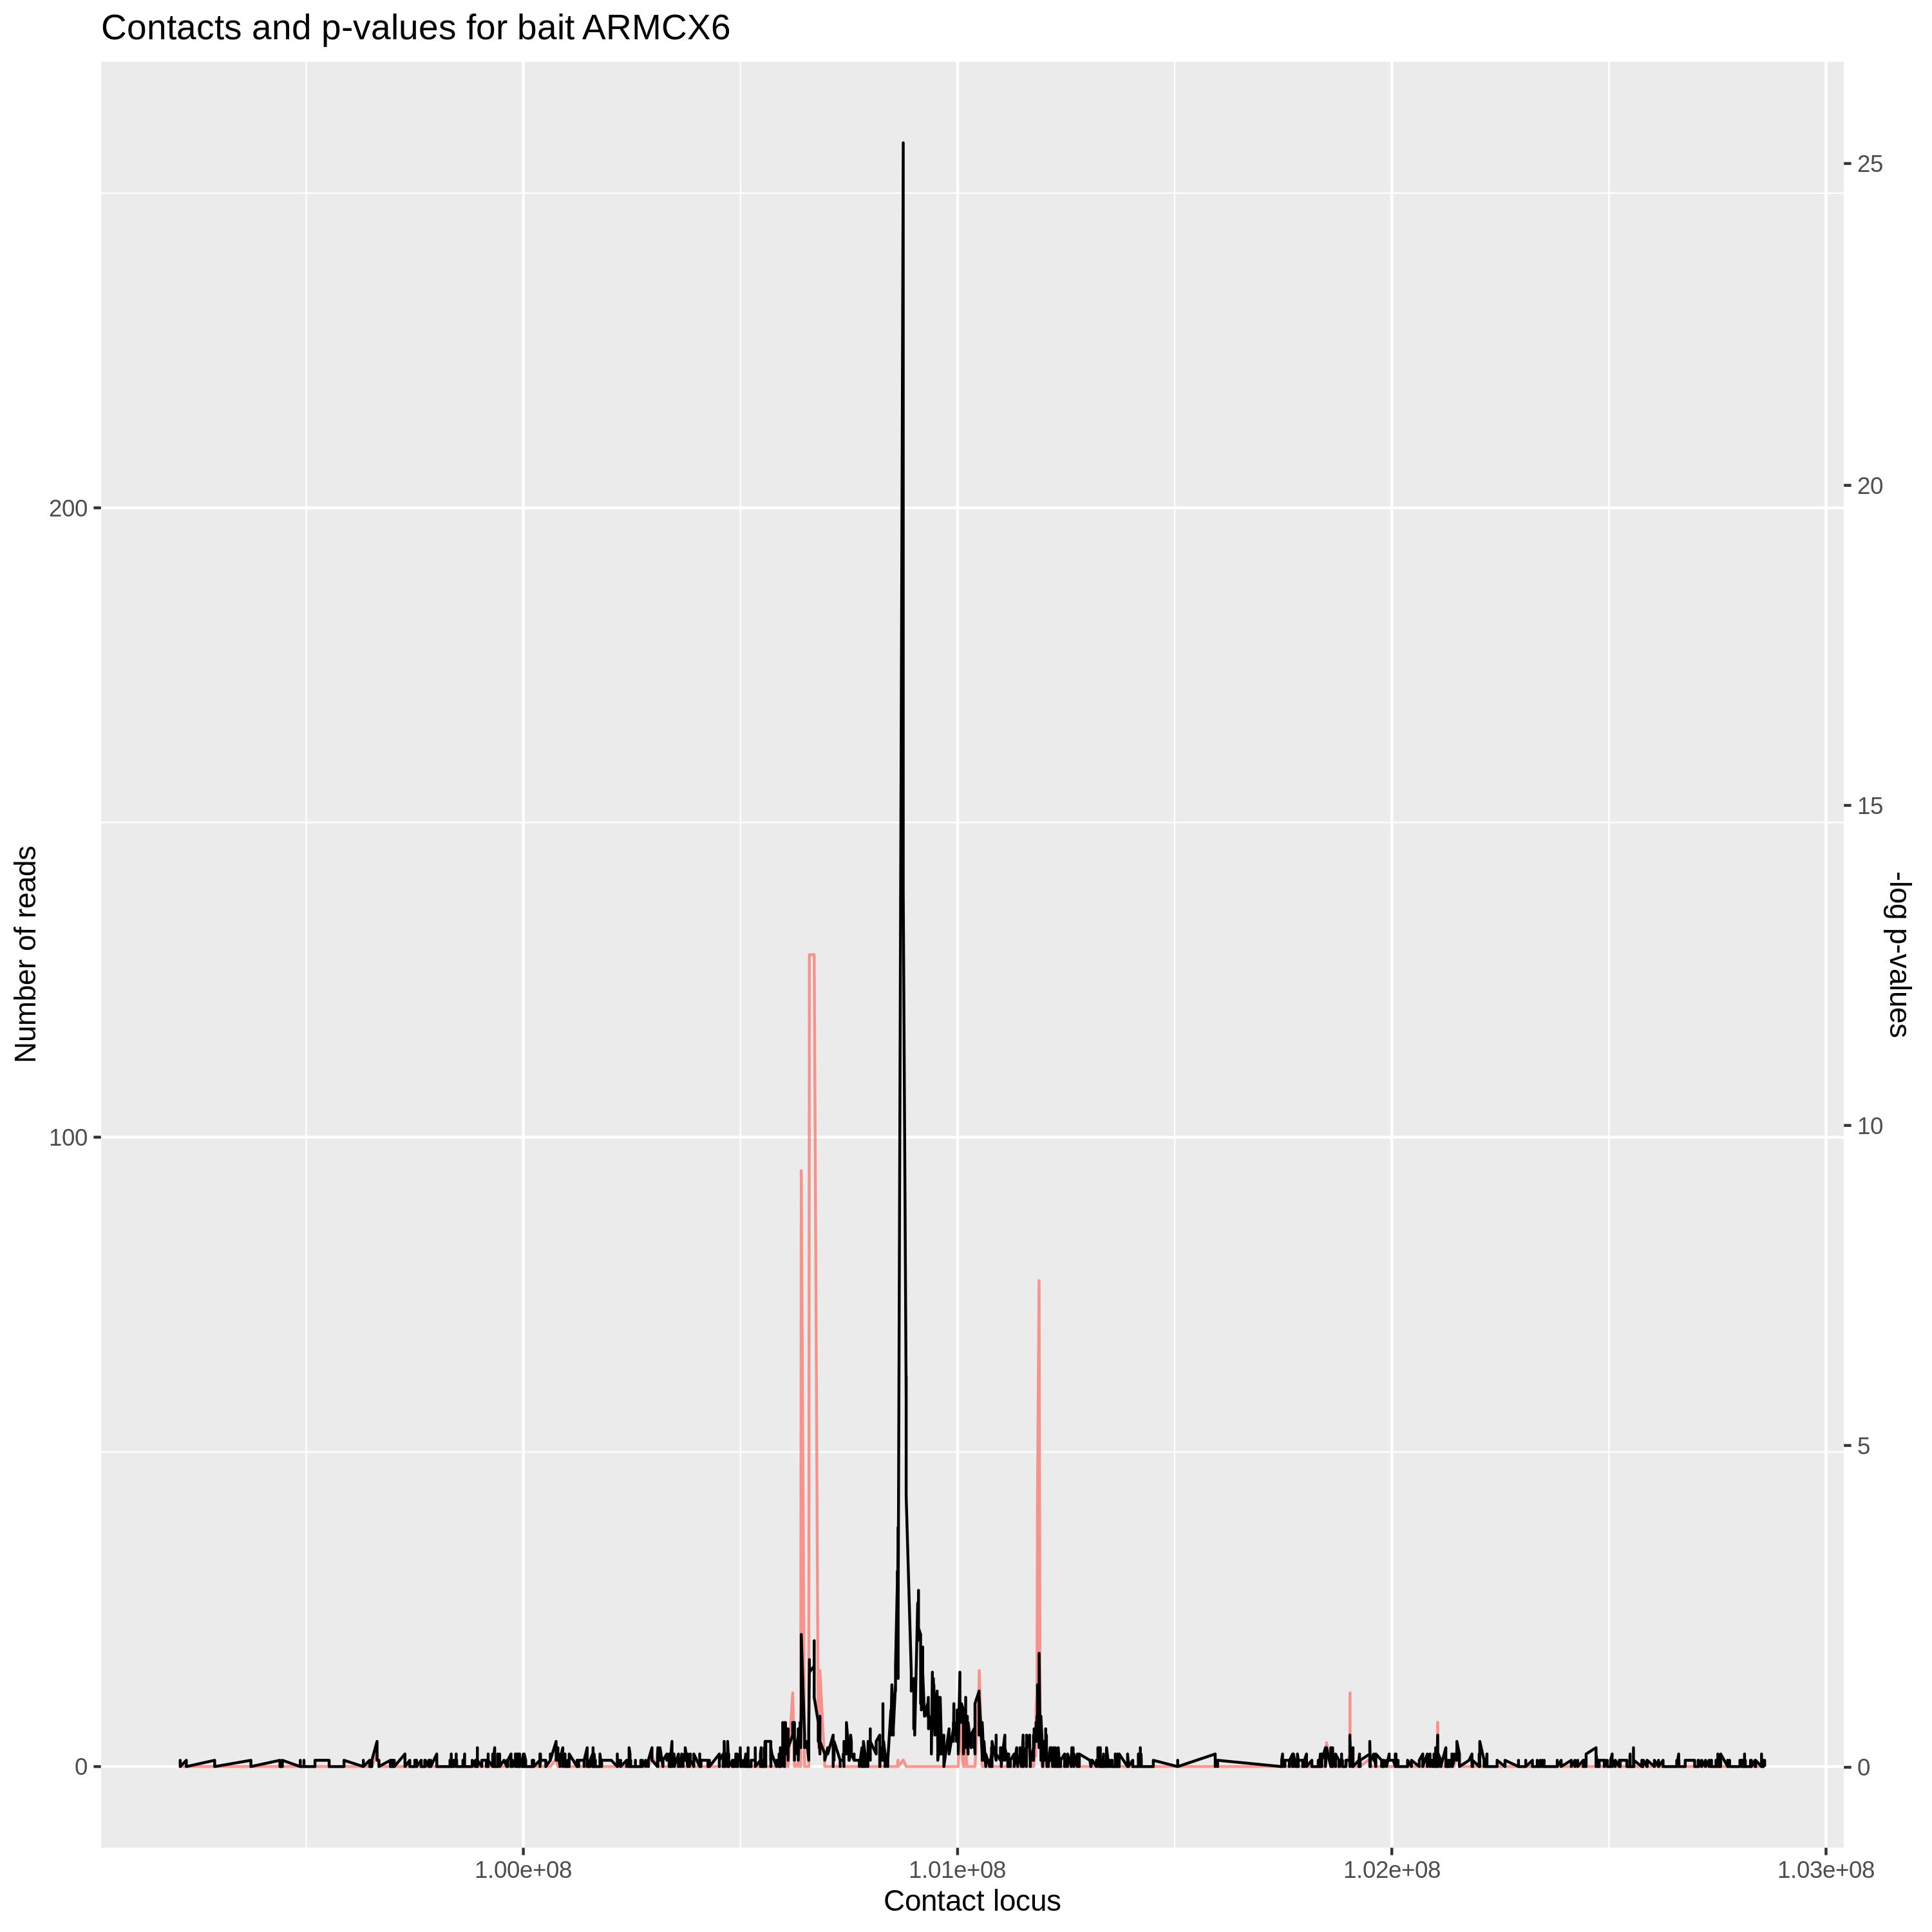 Contacts and p-values for bait ARMCX6
Number of reads
200
100
0
25
20
15
10
5
0
-log p-values
1.00e+08
1.01e+08
1.02e+08
1.03e+08
Contact locus